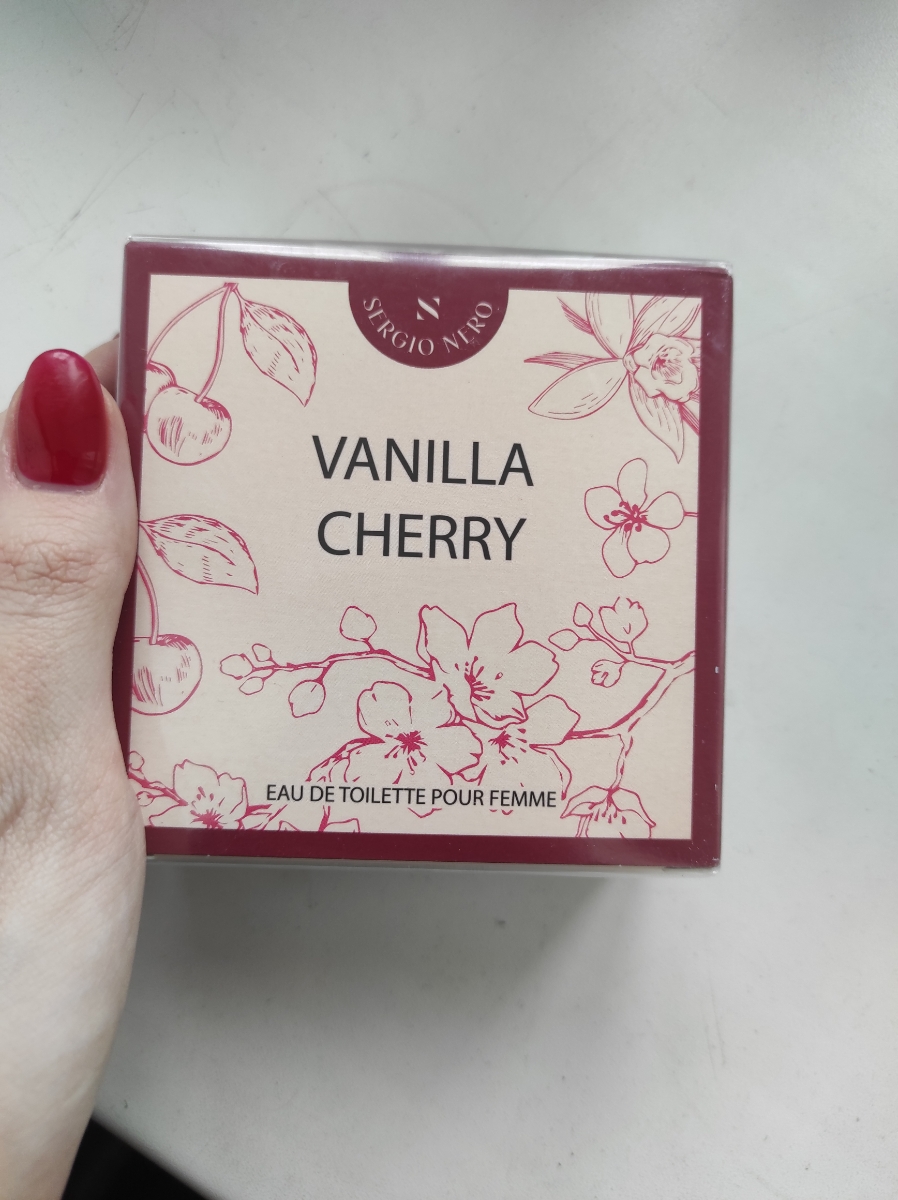 SERGIO NERO
VANILLA
CHERRY
EAU DE TOILETTE POUR FEMME